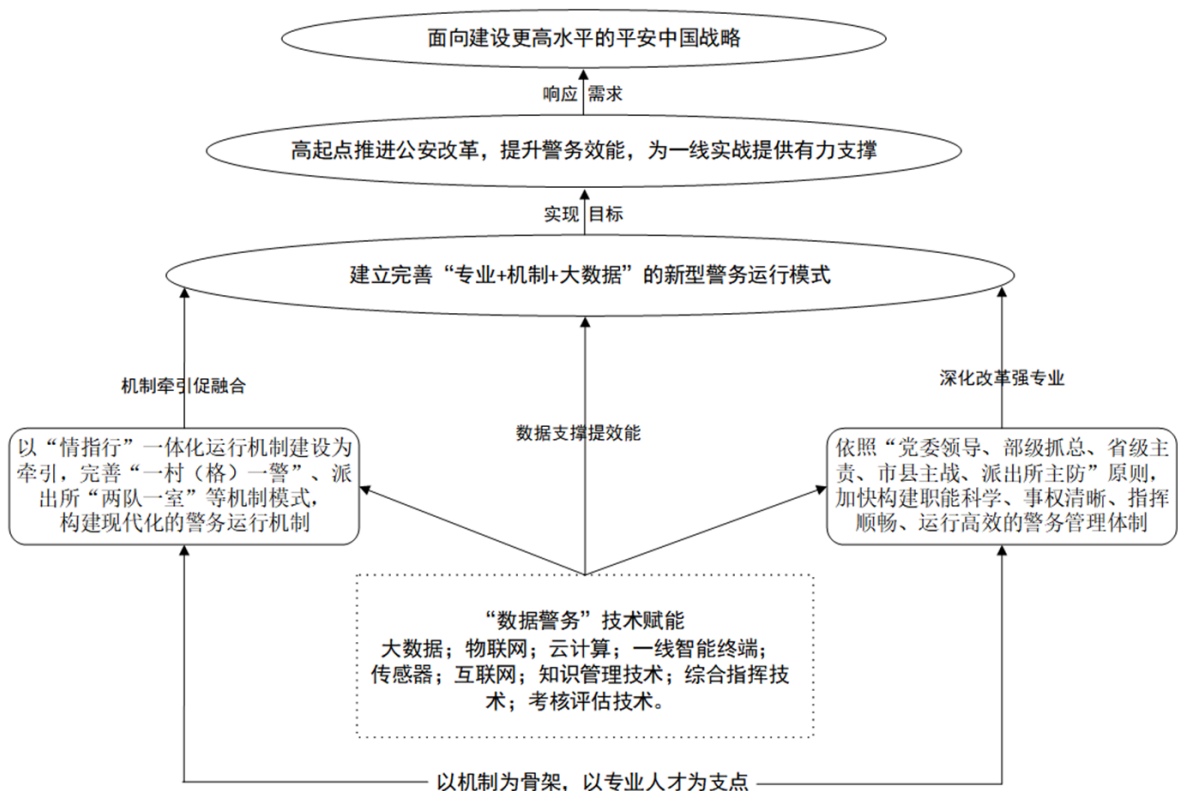 面向建设更高水平的平安中国战略
响应 需求
高起点推进公安改革，提升警务效能，为一线实战提供有力支撑
实现 目标
建立完善“专业+机制+大数据”的新型警务运行模式
机制牵引促融合
深化改革强专业
数据支撑提效能
以“情指行”一体化运行机制建设为
牵引，完善“一村（格）一警”、派
出所“两队一室”等机制模式，
构建现代化的警务运行机制
依照“党委领导、部级抓总、省级主
责、市县主战、派出所主防”原则，
加快构建职能科学、事权清晰、指挥
顺畅、运行高效的警务管理体制
“数据警务”技术赋能
大数据；物联网；云计算；一线智能终端；
传感器；互联网；知识管理技术；综合指挥技
术；考核评估技术。
以机制为骨架，以专业人才为支点